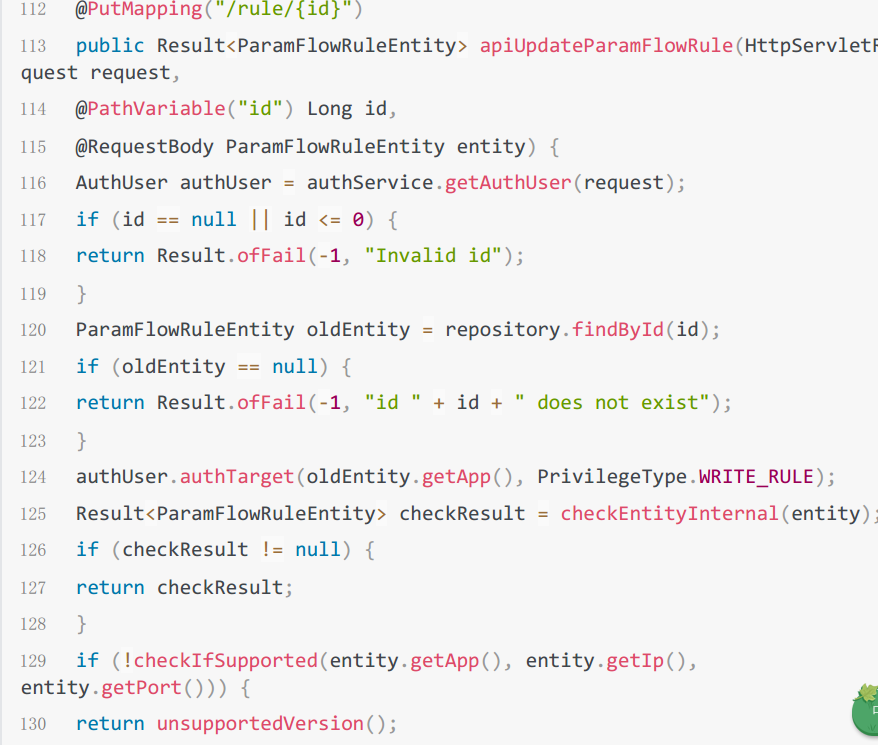 112 @PutMapping("/rule/{id}")
113 public Result<ParamFlowRuleEntity> apiUpdateParamFlowRule(HttpServletR
quest request,
114 @PathVariable("id") Long id,
115 @RequestBody ParamFlowRuleEntity entity) {
116 AuthUser authUser = authService.getAuthUser(request);
117 if (id == null || id <= 0) {
118 return Result.ofFail(-1, "Invalid id");
119 }
120 ParamFlowRuleEntity oldEntity = repository.findById(id);
121 if (oldEntity == null) {
122 return Result.ofFail(-1, "id " + id + " does not exist");
123 }
124 authUser.authTarget(oldEntity.getApp(), PrivilegeType.WRITE_RULE);
125 Result<ParamFlowRuleEntity> checkResult = checkEntityInternal(entity);
126 if (checkResult != null) {
127 return checkResult;
128 }
129 if (!checkIfSupported(entity.getApp(), entity.getIp(),
entity.getPort())) {
130 return unsupportedVersion();